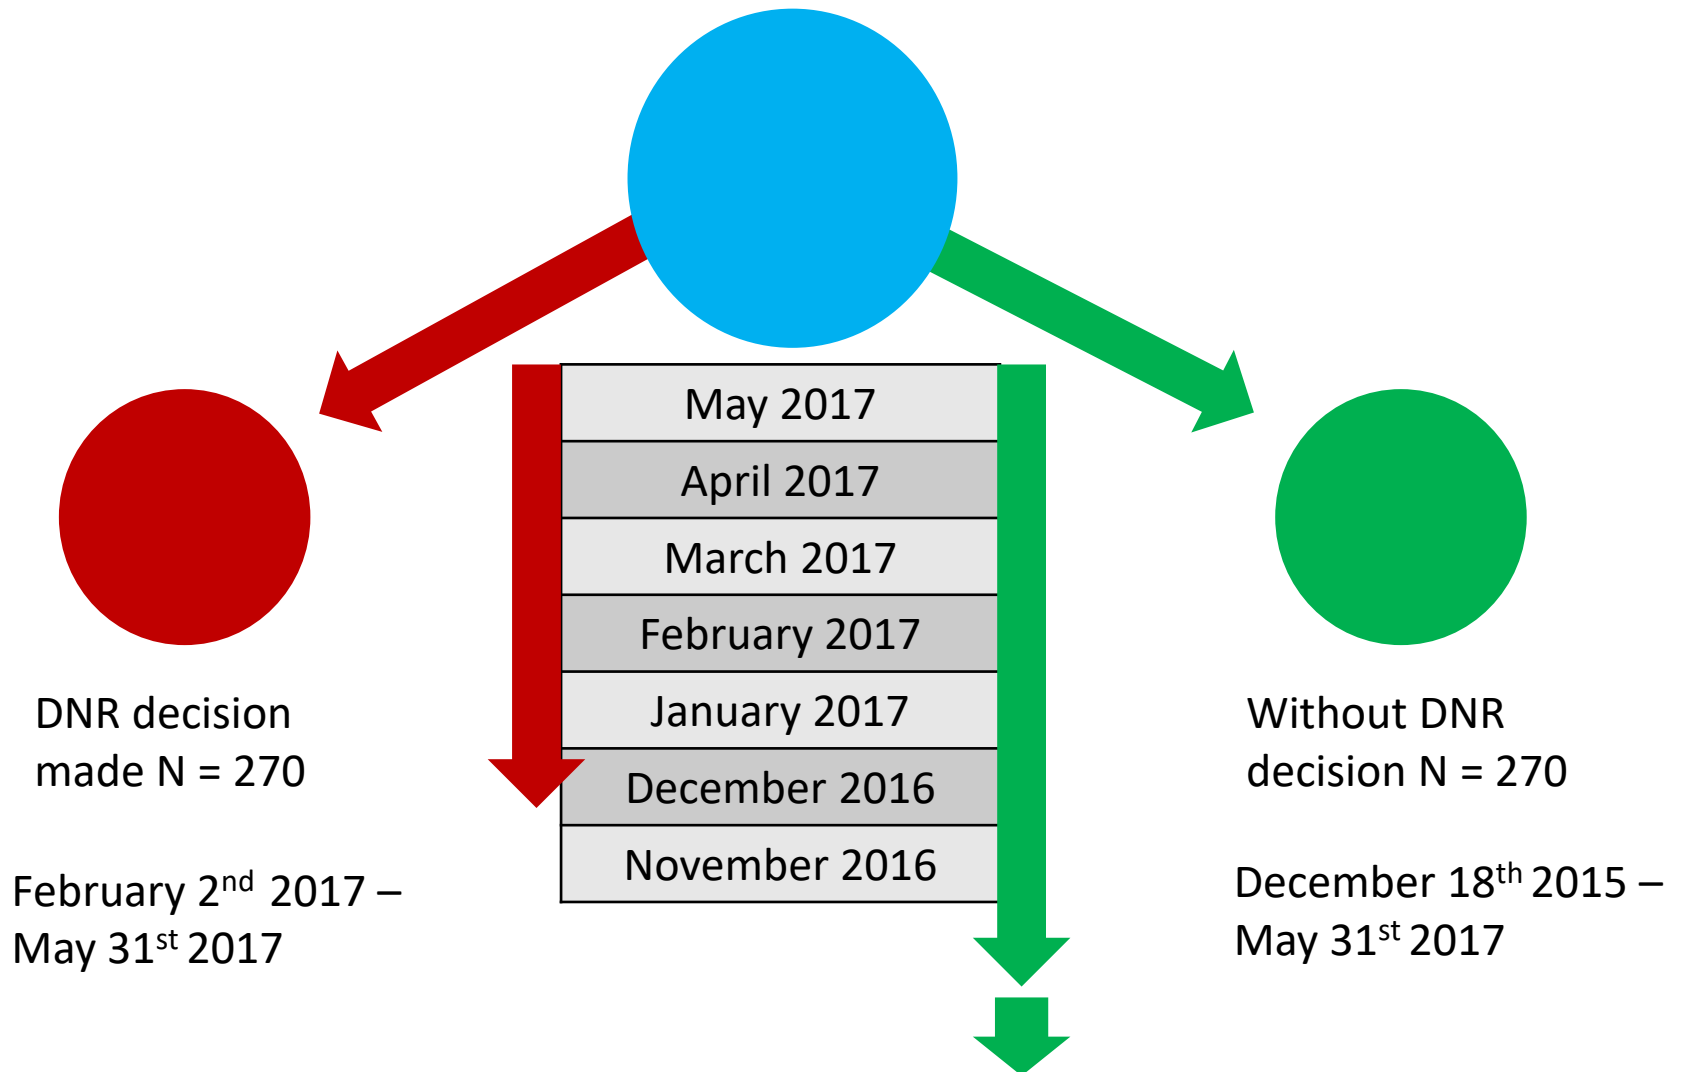 May 2017
April 2017
March 2017
February 2017
January 2017
December 2016
November 2016
DNR decision
made N = 270
February 2nd 2017 –
May 31st 2017
Without DNR
decision N = 270
December 18th 2015 –
May 31st 2017